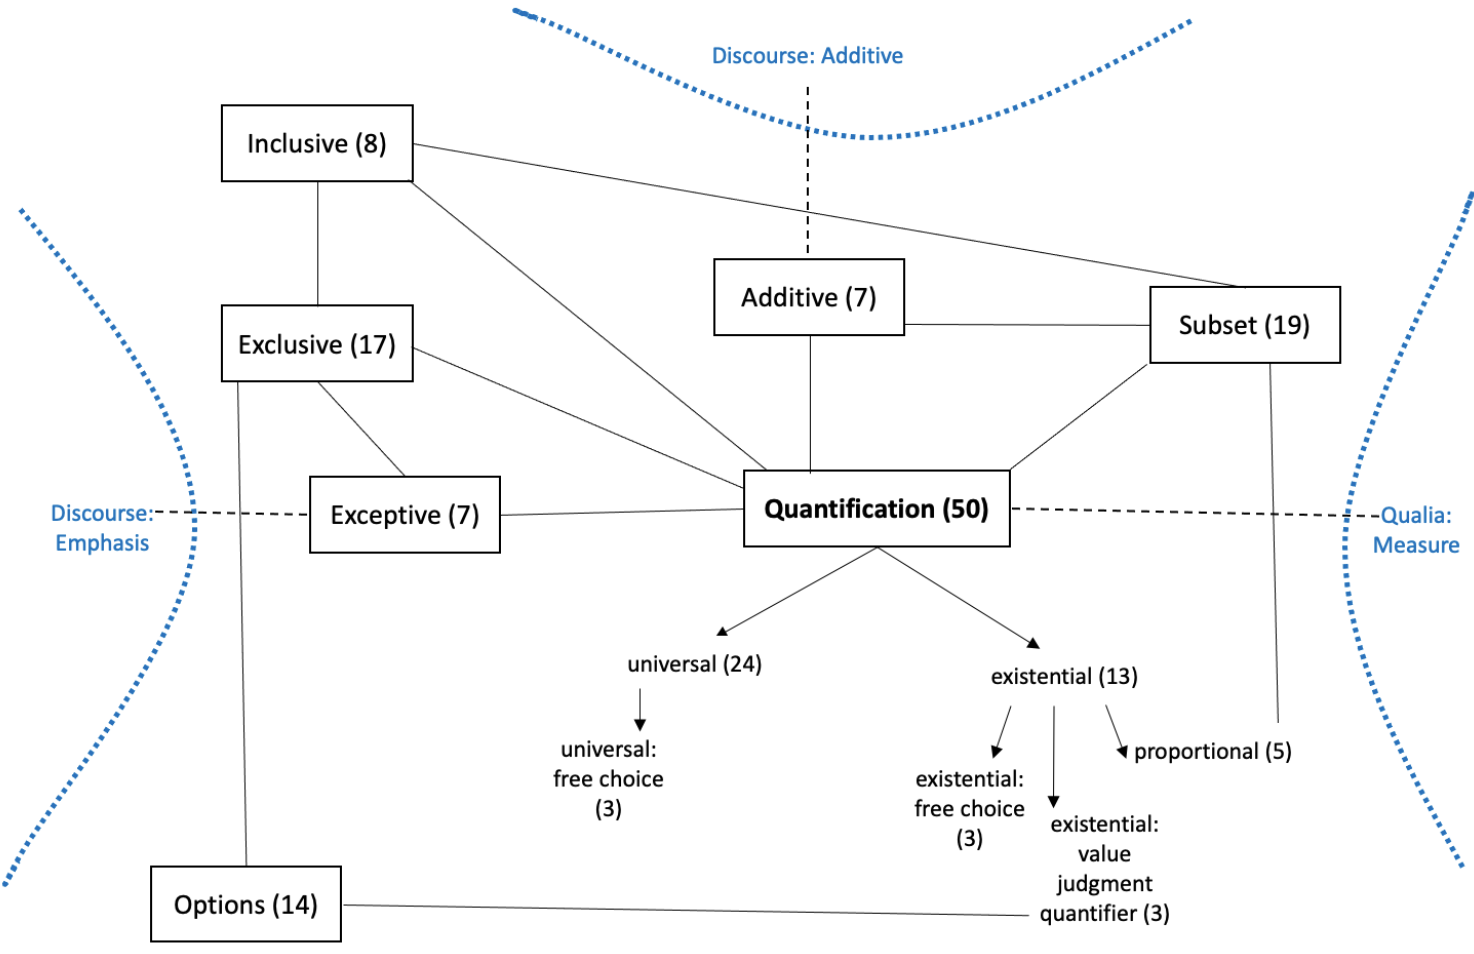 Discourse: Additive
Inclusive (8)
Additive (7)
Subset (19)
Exclusive (17)
Discourse:
Emphasis
Exceptive (7)
Quantification (50)
Qualia:
Measure
universal (24)
existential (13)
universal:
free choice
(3)
existential:
free choice
(3)
proportional (5)
existential:
value
judgment
quantifier (3)
Options (14)